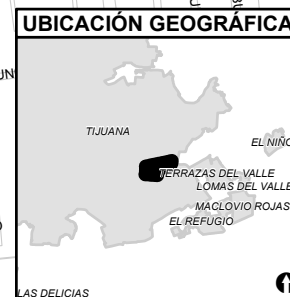 UBICACIÓN GEOGRÁFICA
TIJUANA
EL NIÑO
TERRAZAS DEL VALLE
LOMAS DEL VALLE
MACLOVIO ROJAS
EL REFUGIO
LAS DELICIAS